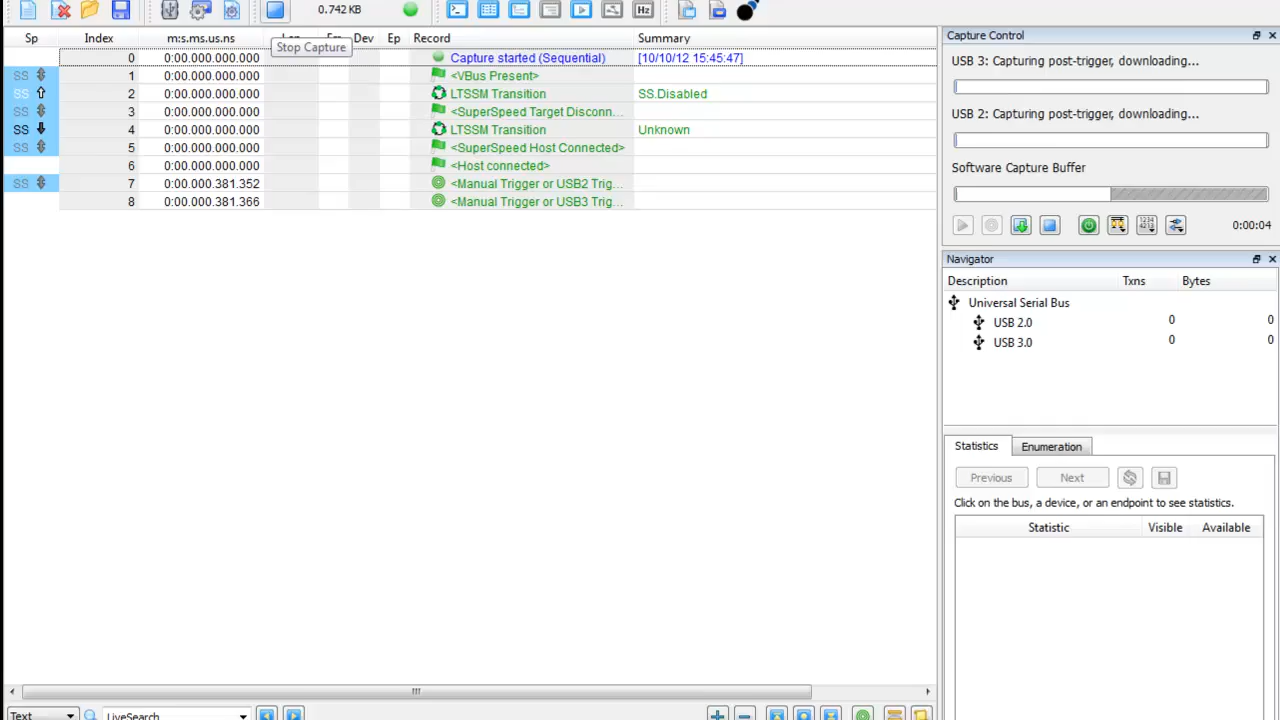 0.742 KB
Hz
Sp Index m:s.ms.us.ns Dev Ep Record Summary
Stop Capture
0 0:00.000.000.000 Capture started (Sequential) [10/10/12 15:45:47]
SS 1 0:00.000.000.000 <VBus Present>
SS 2 0:00.000.000.000 LTSSM Transition SS.Disabled
SS 3 0:00.000.000.000 <SuperSpeed Target Disconn...
SS 4 0:00.000.000.000 LTSSM Transition Unknown
SS 5 0:00.000.000.000 <SuperSpeed Host Connected>
6 0:00.000.000.000 <Host connected>
SS 7 0:00.000.381.352 <Manual Trigger or USB2 Trig...
8 0:00.000.381.366 <Manual Trigger or USB3 Trig...
Text LiveSearch
Capture Control
USB 3: Capturing post-trigger, downloading...
USB 2: Capturing post-trigger, downloading...
Software Capture Buffer
0:00:04
Navigator
Description Txns Bytes
Universal Serial Bus
USB 2.0 0 0
USB 3.0 0 0
Statistics Enumeration
Previous Next
Click on the bus, a device, or an endpoint to see statistics.
Statistic Visible Available